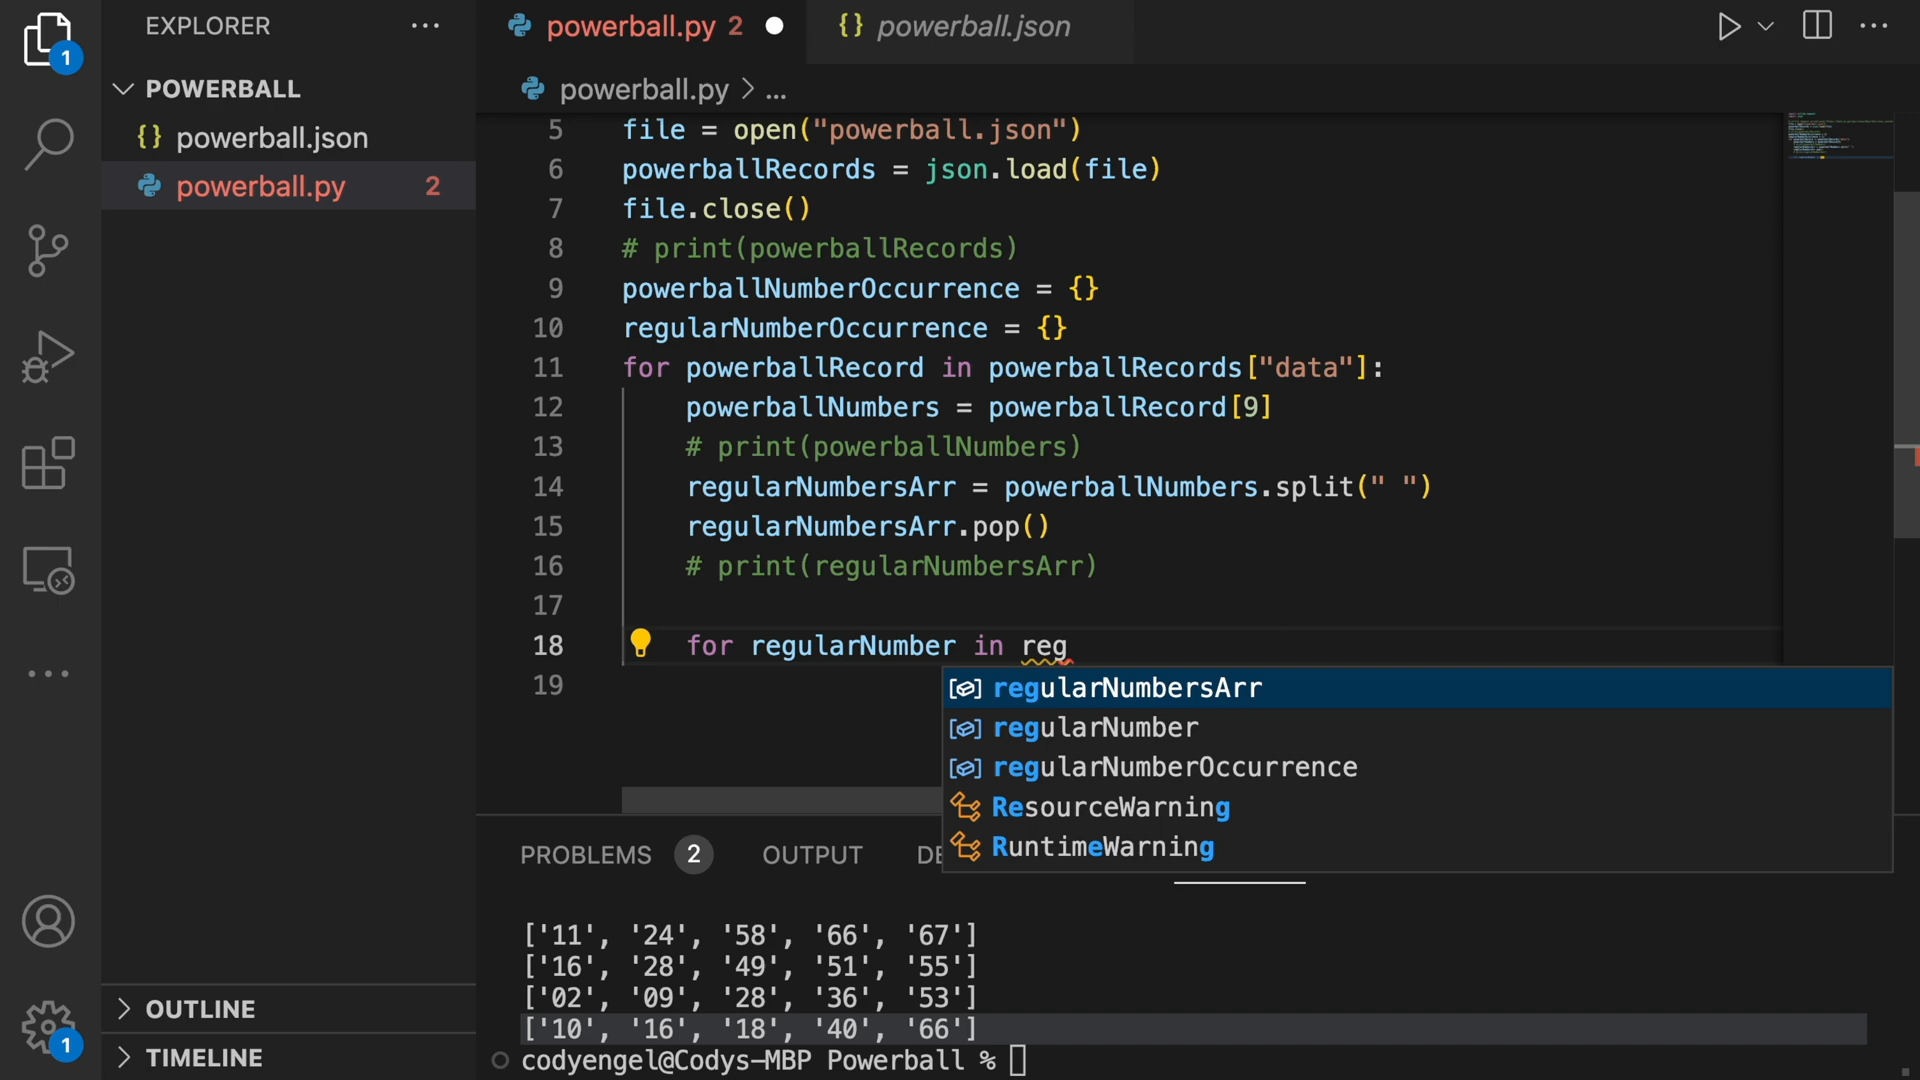 EXPLORER
POWERBALL
powerball.json
powerball.py 2
OUTLINE
TIMELINE
1
1
powerball.py 2
powerball.json
powerball.py > ...
5 file = open("powerball.json")
6 powerballRecords = json.load(file)
7 file.close()
8 # print(powerballRecords)
9 powerballNumberOccurrence = {}
10 regularNumberOccurrence = {}
11 for powerballRecord in powerballRecords["data"]:
12 powerballNumbers = powerballRecord[9]
13 # print(powerballNumbers)
14 regularNumbersArr = powerballNumbers.split(" ")
15 regularNumbersArr.pop()
16 # print(regularNumbersArr)
17
18 for regularNumber in reg
19
regularNumbersArr
regularNumber
regularNumberOccurrence
ResourceWarning
RuntimeWarning
PROBLEMS 2 OUTPUT DE
['11', '24', '58', '66', '67']
['16', '28', '49', '51', '55']
['02', '09', '28', '36', '53']
['10', '16', '18', '40', '66']
codyengel@Codys-MBP Powerball %